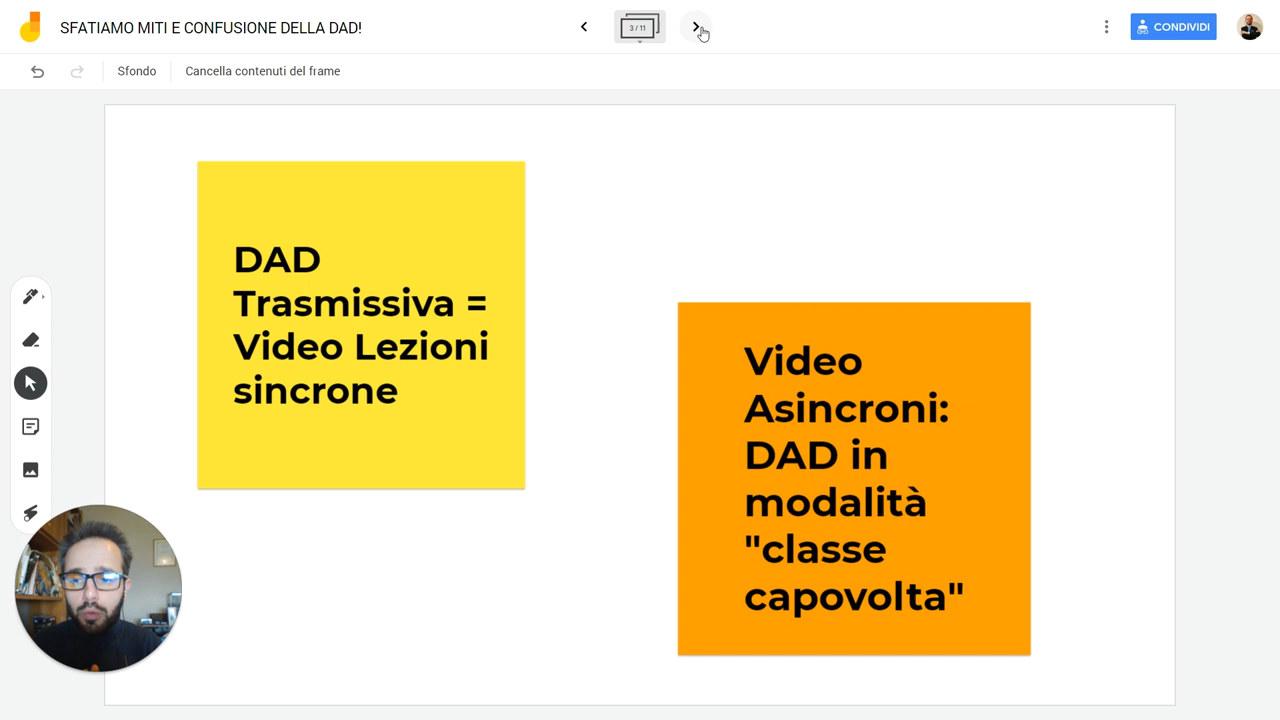 SFATIAMO MITI E CONFUSIONE DELLA DAD!
3 / 11
CONDIVIDI
Sfondo
Cancella contenuti del frame
DAD
Trasmissiva =
Video Lezioni
sincrone
Video
Asincroni:
DAD in
modalità
"classe
capovolta"